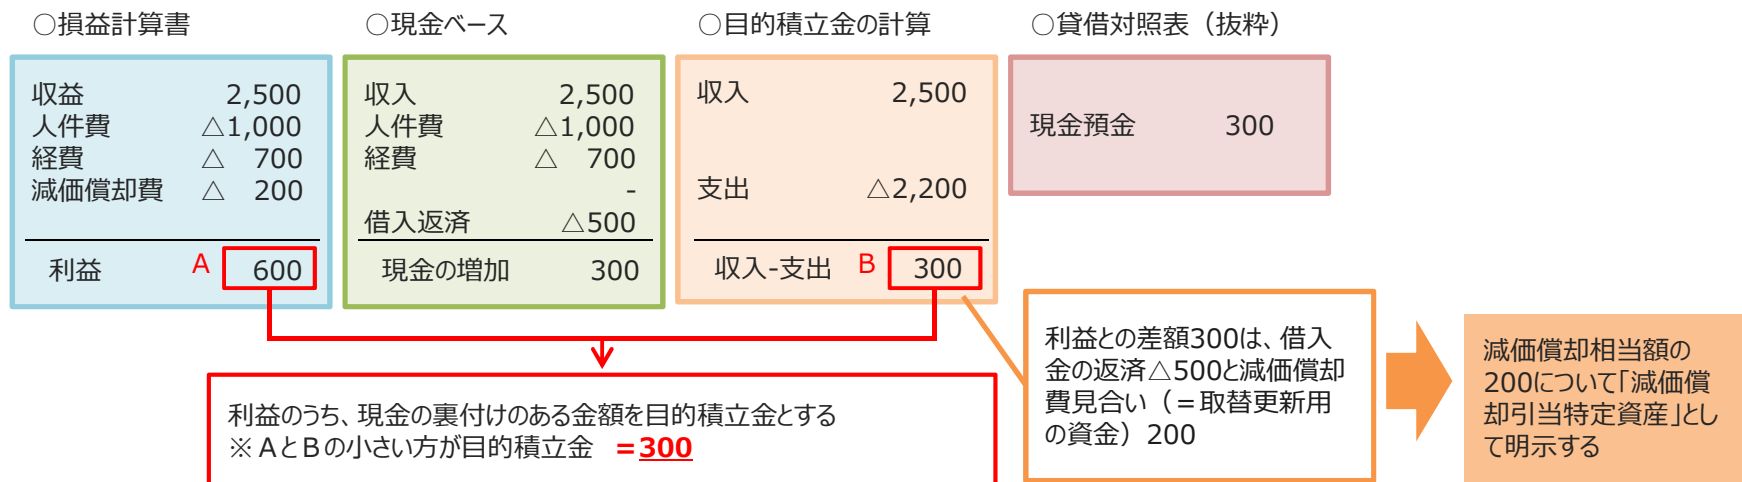 ○損益計算書
収益 2,500
人件費 △1,000
経費 △ 700
減価償却費 △ 200
利益 A 600
○現金ベース
収入 2,500
人件費 △1,000
経費 △ 700
-
借入返済 △500
現金の増加 300
○目的積立金の計算
収入 2,500
支出 △2,200
収入-支出 B 300
○貸借対照表（抜粋）
現金預金 300
利益のうち、現金の裏付けのある金額を目的積立金とする
※AとBの小さい方が目的積立金 =300
利益との差額300は、借入
金の返済△500と減価償却
費見合い（＝取替更新用
の資金）200
減価償却相当額の
200について「減価償
却引当特定資産」とし
て明示する